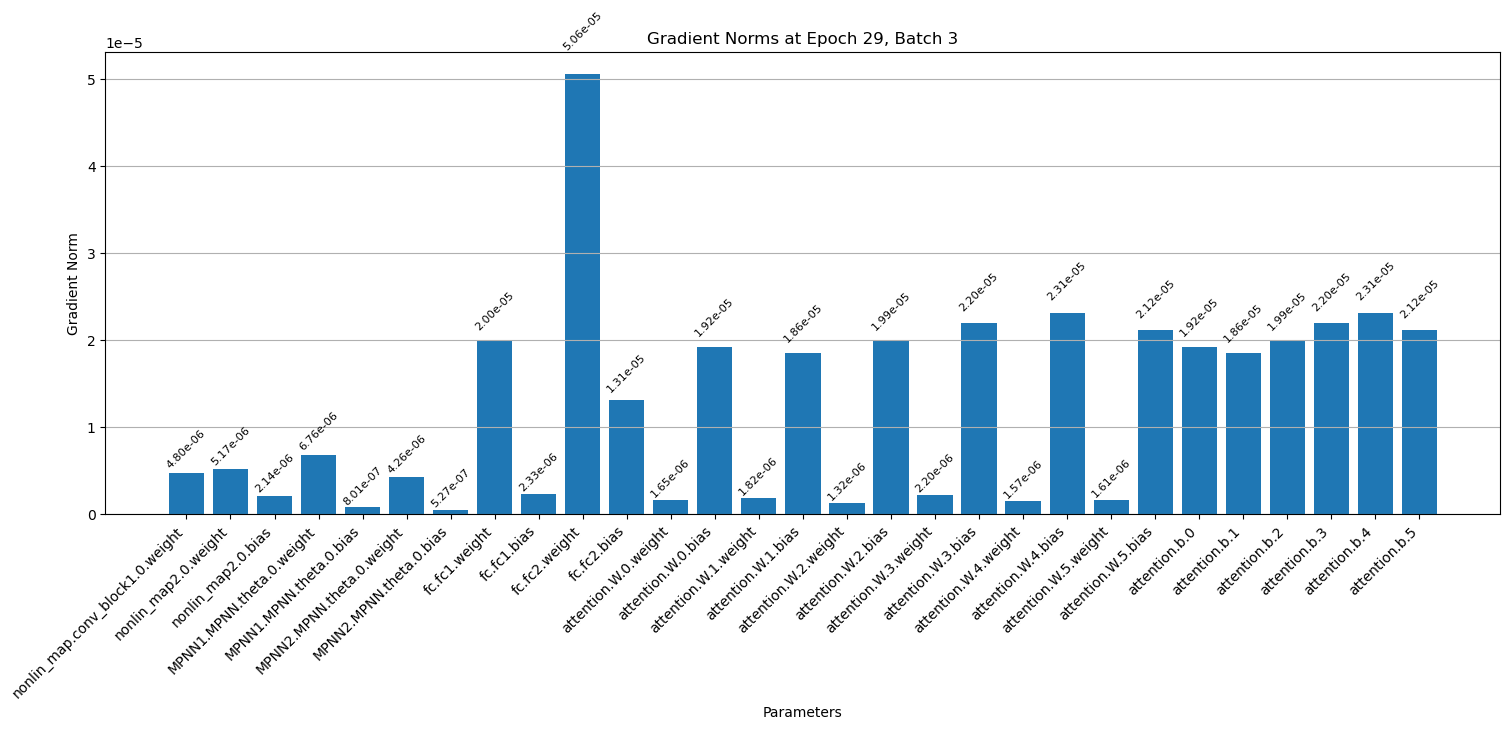 Gradient Norms at Epoch 29, Batch 3
1e−5
5
4
3
2
1
0
Gradient Norm
4.80e-06
5.17e-06
2.14e-06
6.76e-06
8.01e-07
4.26e-06
5.27e-07
2.00e-05
2.33e-06
5.06e-05
1.31e-05
1.65e-06
1.92e-05
1.82e-06
1.86e-05
1.32e-06
1.99e-05
2.20e-06
2.20e-05
1.57e-06
2.31e-05
1.61e-06
2.12e-05
1.92e-05
1.86e-05
1.99e-05
2.20e-05
2.31e-05
2.12e-05
nonlin_map.conv_block1.0.weight
nonlin_map2.0.weight
nonlin_map2.0.bias
MPNN1.MPNN.theta.0.weight
MPNN1.MPNN.theta.0.bias
MPNN2.MPNN.theta.0.weight
MPNN2.MPNN.theta.0.bias
fc.fc1.weight
fc.fc1.bias
fc.fc2.weight
fc.fc2.bias
attention.W.0.weight
attention.W.0.bias
attention.W.1.weight
attention.W.1.bias
attention.W.2.weight
attention.W.2.bias
attention.W.3.weight
attention.W.3.bias
attention.W.4.weight
attention.W.4.bias
attention.W.5.weight
attention.W.5.bias
attention.b.0
attention.b.1
attention.b.2
attention.b.3
attention.b.4
attention.b.5
Parameters